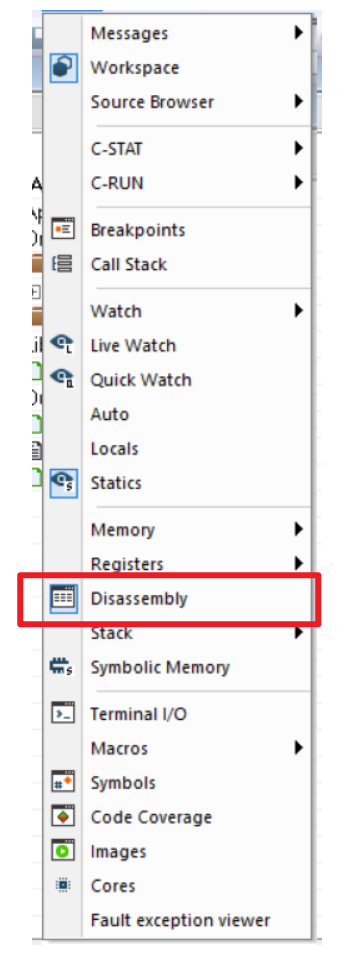 Messages
Workspace
Source Browser
C-STAT
C-RUN
Breakpoints
Call Stack
Watch
Live Watch
Quick Watch
Auto
Locals
Statics
Memory
Registers
Disassembly
Stack
Symbolic Memory
Terminal I/O
Macros
Symbols
Code Coverage
Images
Cores
Fault exception viewer